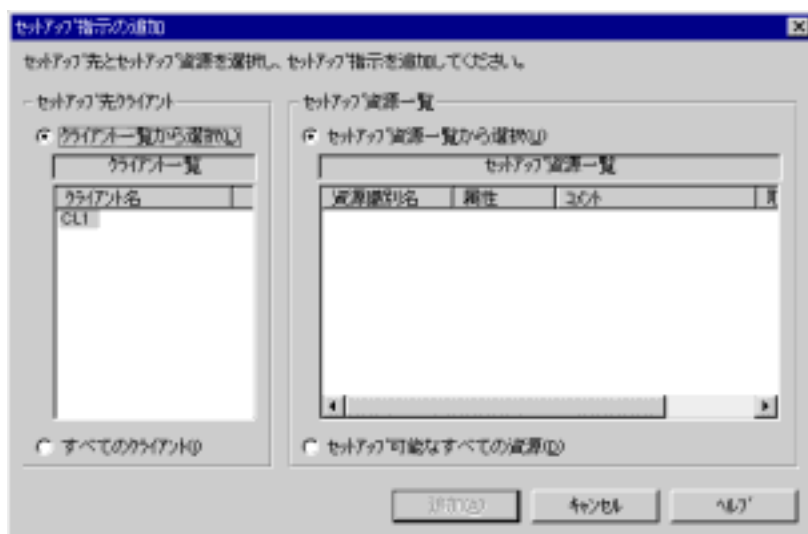 セットアップ指示の追加
セットアップ先とセットアップ資源を選択し、セットアップ指示を追加してください。
セットアップ先クライアント
クライアント一覧から選択(L)
クライアント一覧
クライアント名
CL1
すべてのクライアント(I)
セットアップ資源一覧
セットアップ資源一覧から選択(U)
セットアップ資源一覧
資源識別名 属性 コメント
セットアップ可能なすべての資源(D)
追加(A) キャンセル ヘルプ